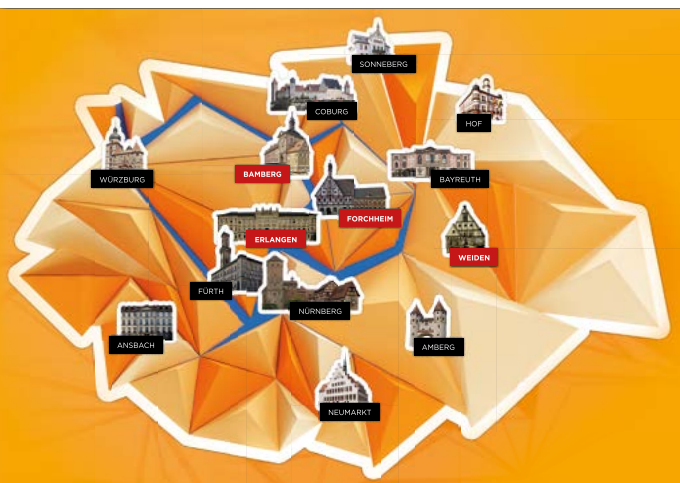 SONNEBERG
COBURG
HOF
BAMBERG
WÜRZBURG
BAYREUTH
FORCHHEIM
ERLANGEN
WEIDEN
FÜRTH
NÜRNBERG
ANSBACH
AMBERG
NEUMARKT